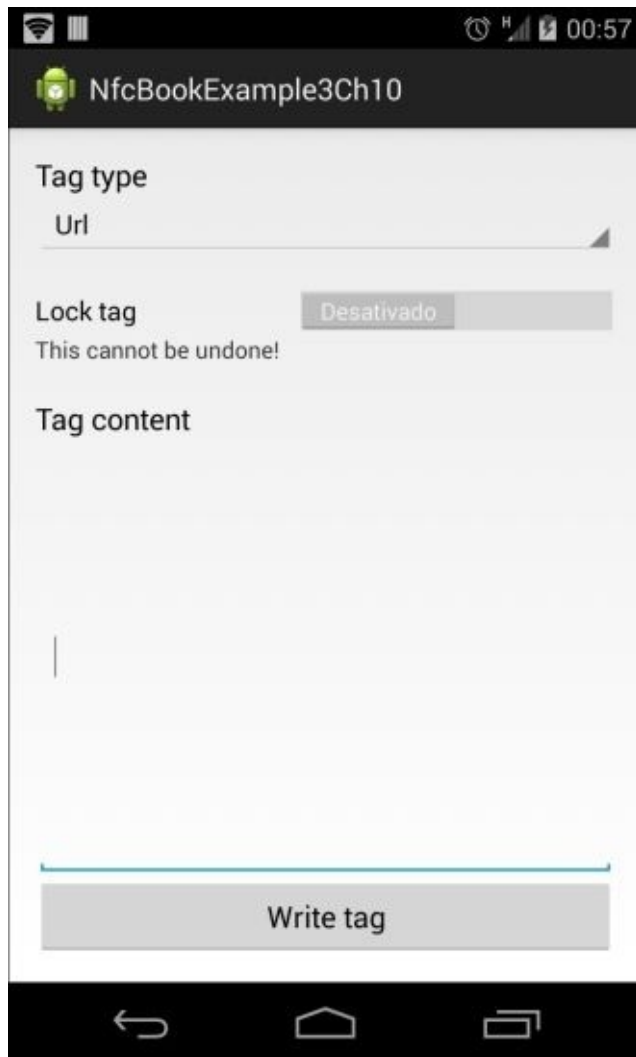 H 00:57
NfcBookExample3Ch10
Tag type
Url
Lock tag Desativado
This cannot be undone!
Tag content
Write tag